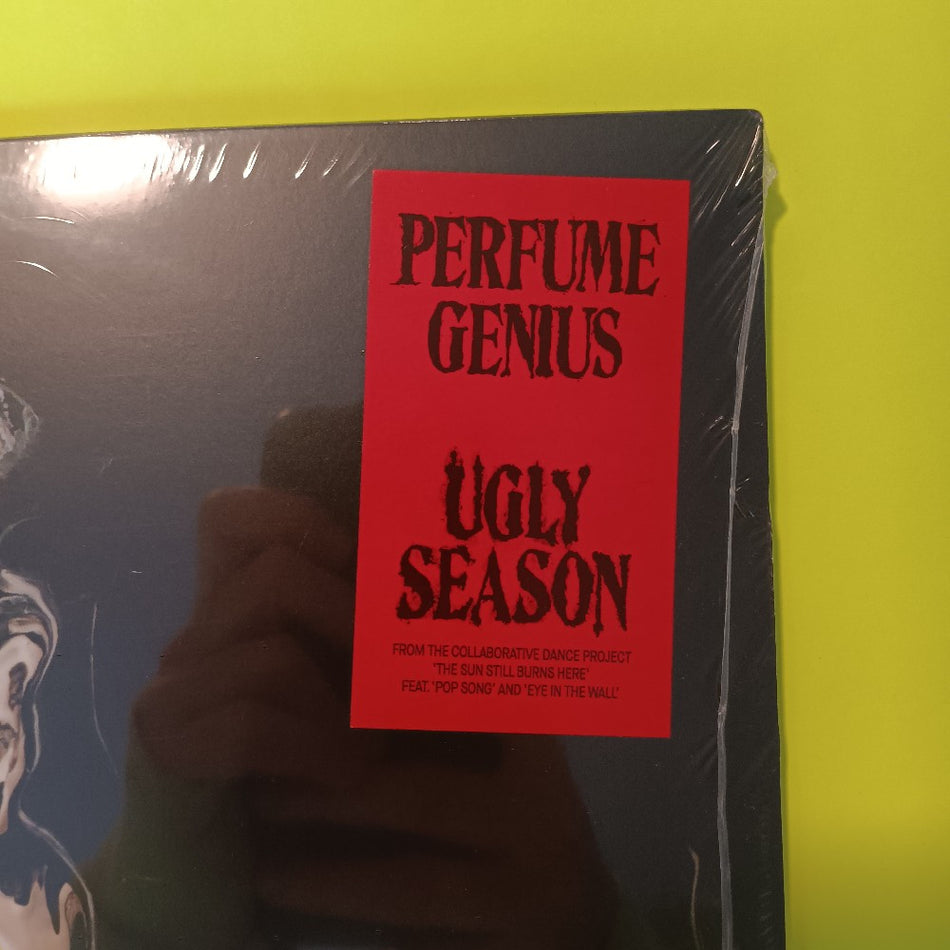 PERFUME
GENIUS
UGLY
SEASON
FROM THE COLLABORATIVE DANCE PROJECT
'THE SUN STILL BURNS HERE'
FEAT. 'POP SONG' AND 'EYE IN THE WALL'